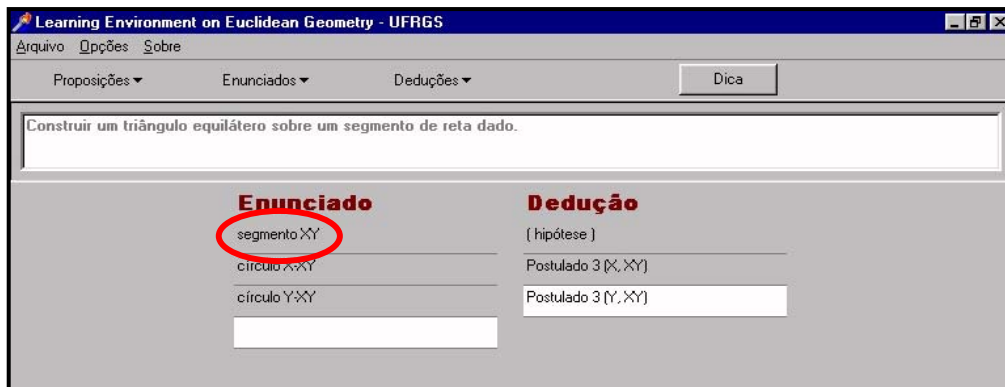 Learning Environment on Euclidean Geometry - UFRGS
Arquivo Opções Sobre
Proposições Enunciados Deduções Dica
Construir um triângulo equilátero sobre um segmento de reta dado.
Enunciado Dedução
segmento XY ( hipótese )
círculo X-XY Postulado 3 (X, XY)
círculo Y-XY Postulado 3 (Y, XY)